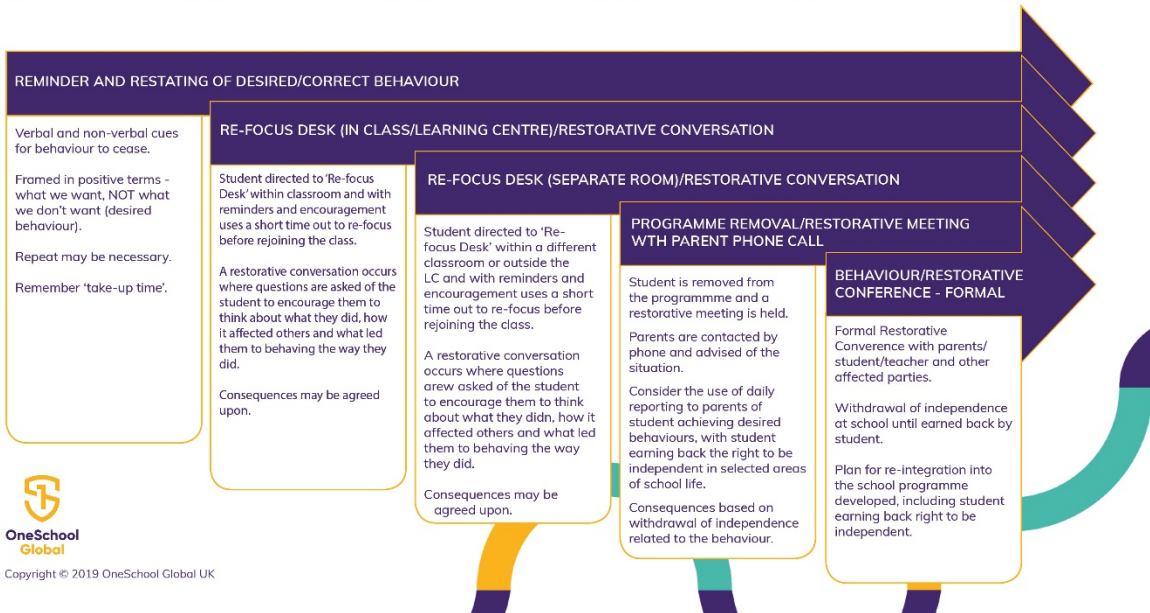 REMINDER AND RESTATING OF DESIRED/CORRECT BEHAVIOUR
Verbal and non-verbal cues
for behaviour to cease.
Framed in positive terms -
what we want, NOT what
we don't want (desired
behaviour).
Repeat may be necessary.
Remember 'take-up time'.
RE-FOCUS DESK (IN CLASS/LEARNING CENTRE)/RESTORATIVE CONVERSATION
Student directed to 'Re-focus
Desk' within classroom and with
reminders and encouragement
uses a short time out to re-focus
before rejoining the class.
A restorative conversation occurs
where questions are asked of the
student to encourage them to
think about what they did, how
it affected others and what led
them to behaving the way they
did.
Consequences may be agreed
upon.
RE-FOCUS DESK (SEPARATE ROOM)/RESTORATIVE CONVERSATION
Student directed to 'Re-
focus Desk' within a different
classroom or outside the
LC and with reminders and
encouragement uses a short
time out to re-focus before
rejoining the class.
A restorative conversation
occurs where questions
arew asked of the student
to encourage them to think
about what they didn, how it
affected others and what led
them to behaving the way
they did.
Consequences may be
agreed upon.
PROGRAMME REMOVAL/RESTORATIVE MEETING
WTH PARENT PHONE CALL
Student is removed from
the programmme and a
restorative meeting is held.
Parents are contacted by
phone and advised of the
situation.
Consider the use of daily
reporting to parents of
student achieving desired
behaviours, with student
earning back the right to be
independent in selected areas
of school life.
Consequences based on
withdrawal of independence
related to the behaviour.
BEHAVIOUR/RESTORATIVE
CONFERENCE - FORMAL
Formal Restorative
Converence with parents/
student/teacher and other
affected parties.
Withdrawal of independence
at school until earned back by
student.
Plan for re-integration into
the school programme
developed, including student
earning back right to be
independent.
OneSchool
Global
Copyright © 2019 OneSchool Global UK